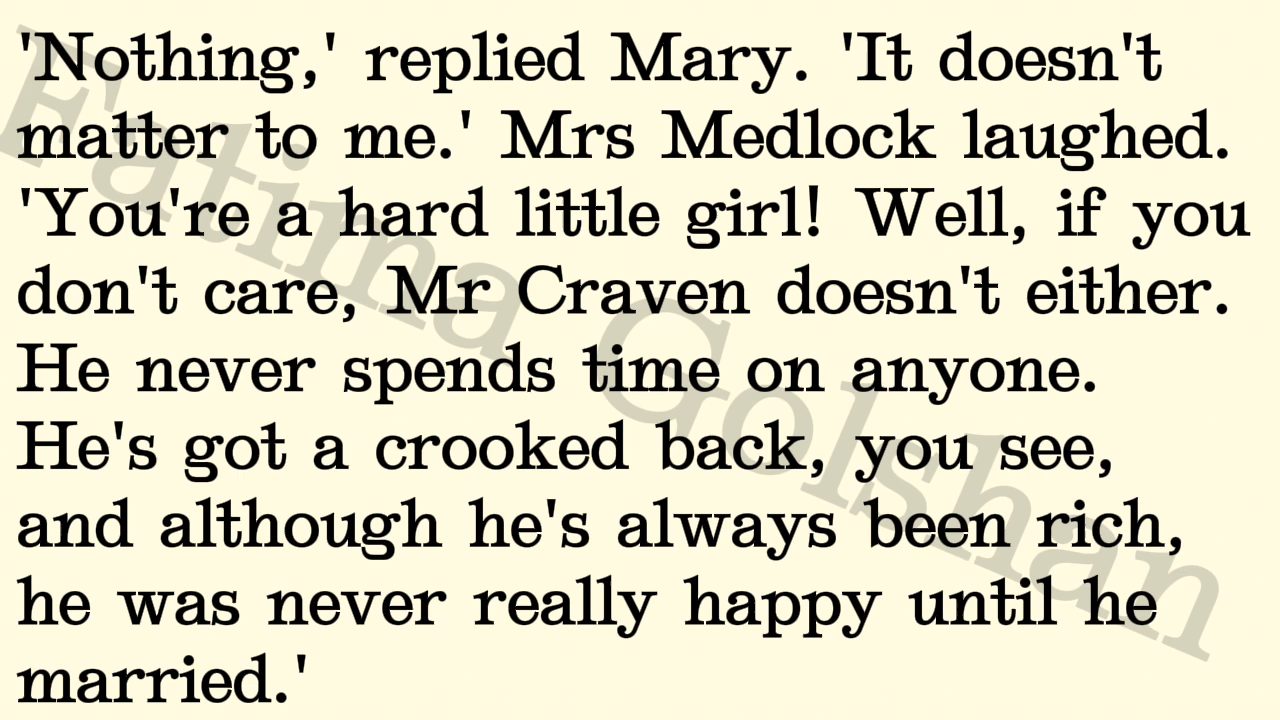 'Nothing,' replied Mary. 'It doesn't
matter to me.' Mrs Medlock laughed.
'You're a hard little girl! Well, if you
don't care, Mr Craven doesn't either.
He never spends time on anyone.
He's got a crooked back, you see,
and although he's always been rich,
he was never really happy until he
married.'
Fatima Golshan